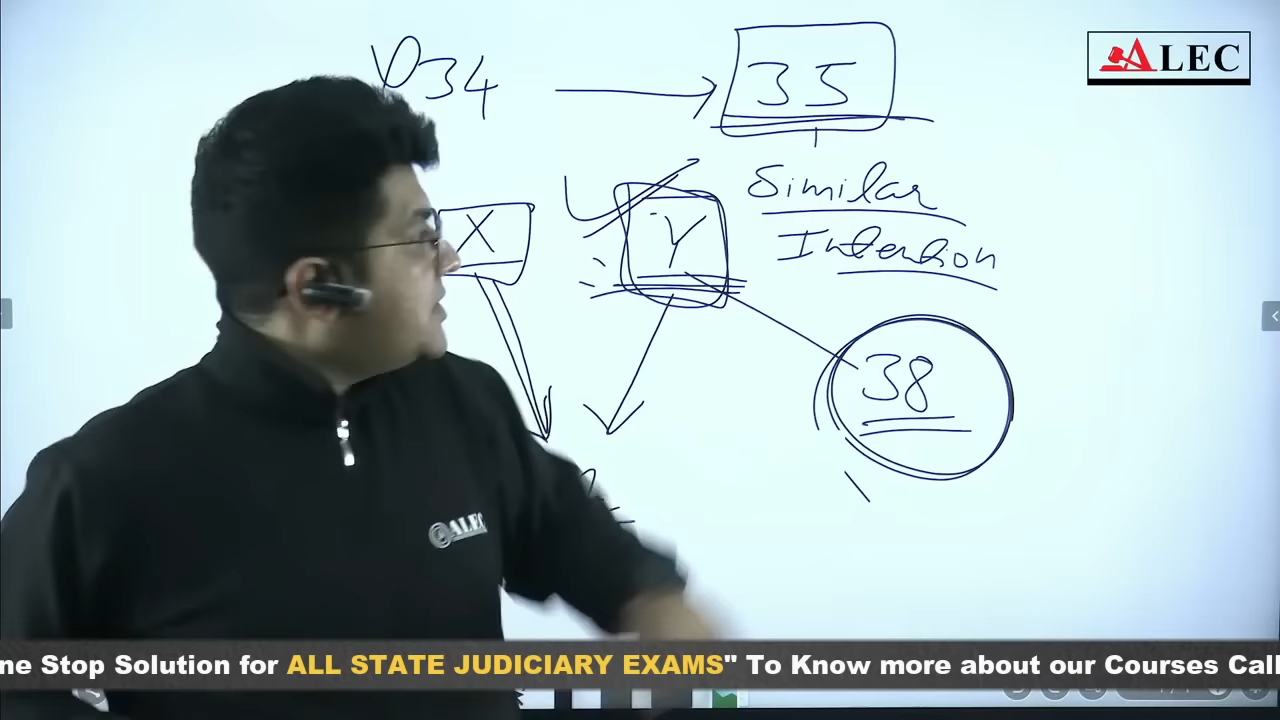 34 → 35
ALEC
Similar
Intention
X
Y
38
ALEC
ne Stop Solution for ALL STATE JUDICIARY EXAMS" To Know more about our Courses Call